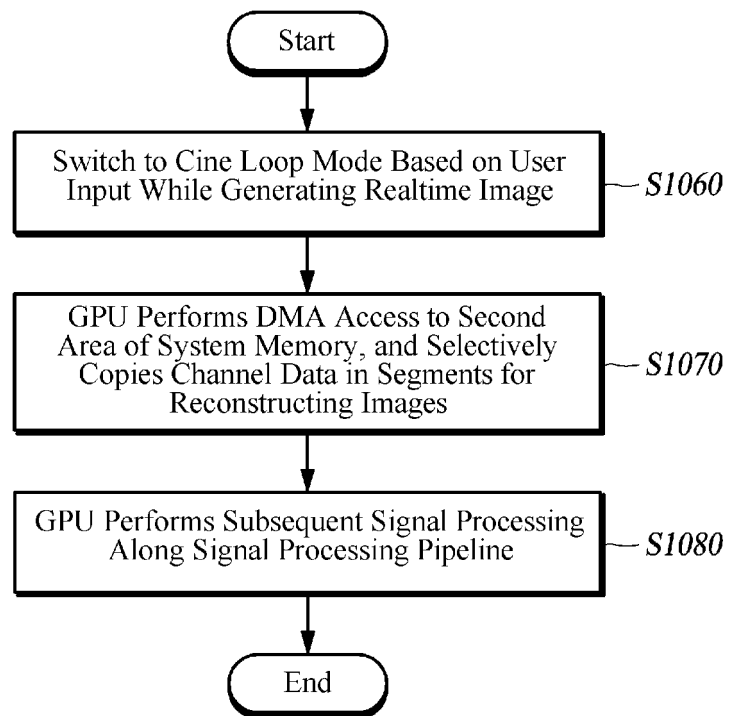 Start
Switch to Cine Loop Mode Based on User
Input While Generating Realtime Image
S1060
GPU Performs DMA Access to Second
Area of System Memory, and Selectively
Copies Channel Data in Segments for
Reconstructing Images
S1070
GPU Performs Subsequent Signal Processing
Along Signal Processing Pipeline
S1080
End